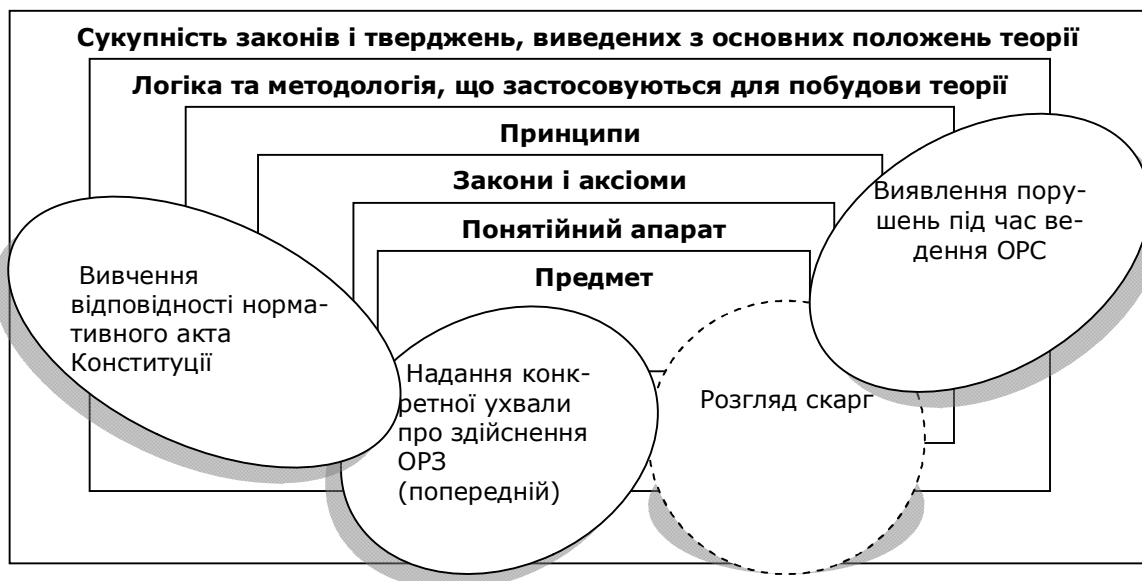 Сукупність законів і тверджень, виведених з основних положень теорії
Логіка та методологія, що застосовуються для побудови теорії
Принципи
Закони і аксіоми
Понятійний апарат
Предмет
Виявлення пору-
шень під час ве-
дення ОРС
Вивчення
відповідності норма-
тивного акта
Конституції
Надання конк-
ретної ухвали
про здійснення
ОРЗ
(попередній)
Розгляд скарг